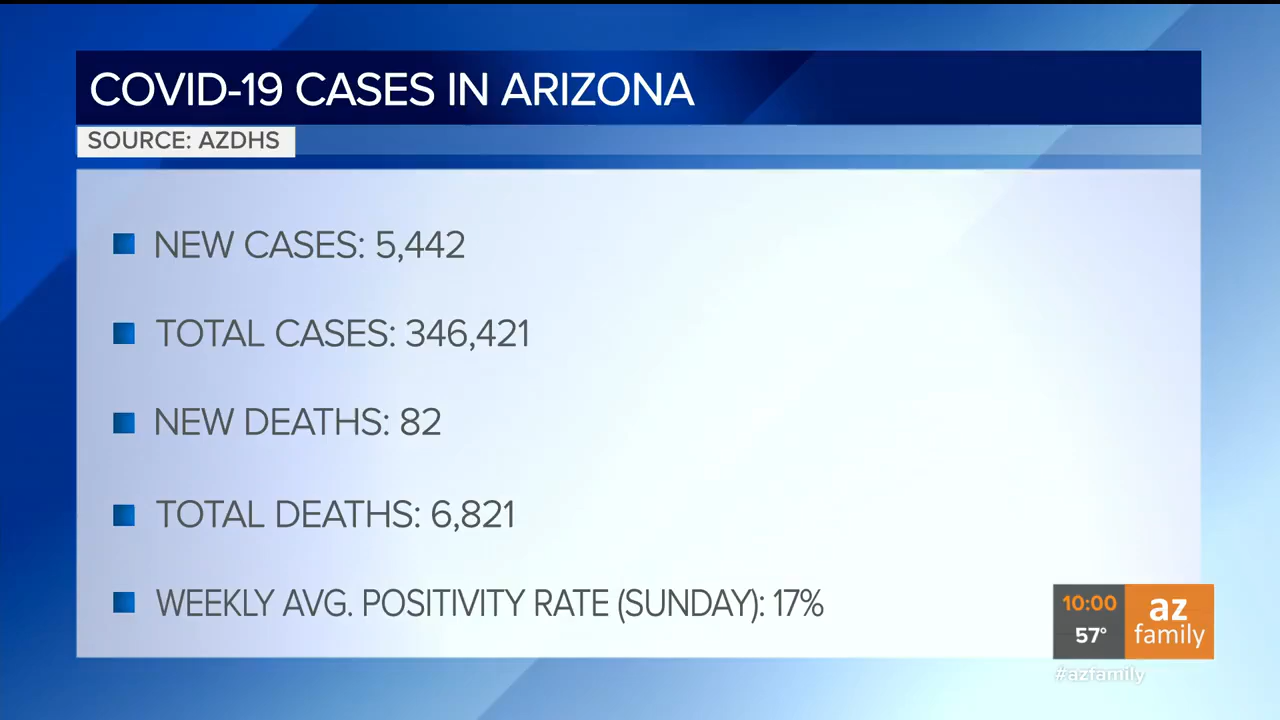 COVID-19 CASES IN ARIZONA
SOURCE: AZDHS
NEW CASES: 5,442
TOTAL CASES: 346,421
NEW DEATHS: 82
TOTAL DEATHS: 6,821
WEEKLY AVG. POSITIVITY RATE (SUNDAY): 17%
10:00
57°
az
family
#azfamily